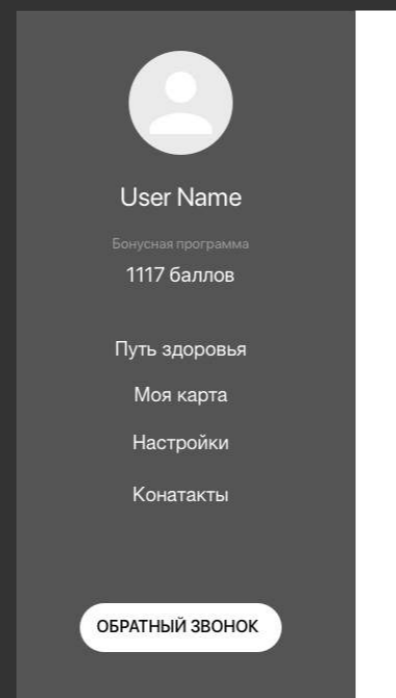 User Name
Бонусная программа
1117 баллов
Путь здоровья
Моя карта
Настройки
Конатакты
ОБРАТНЫЙ ЗВОНОК